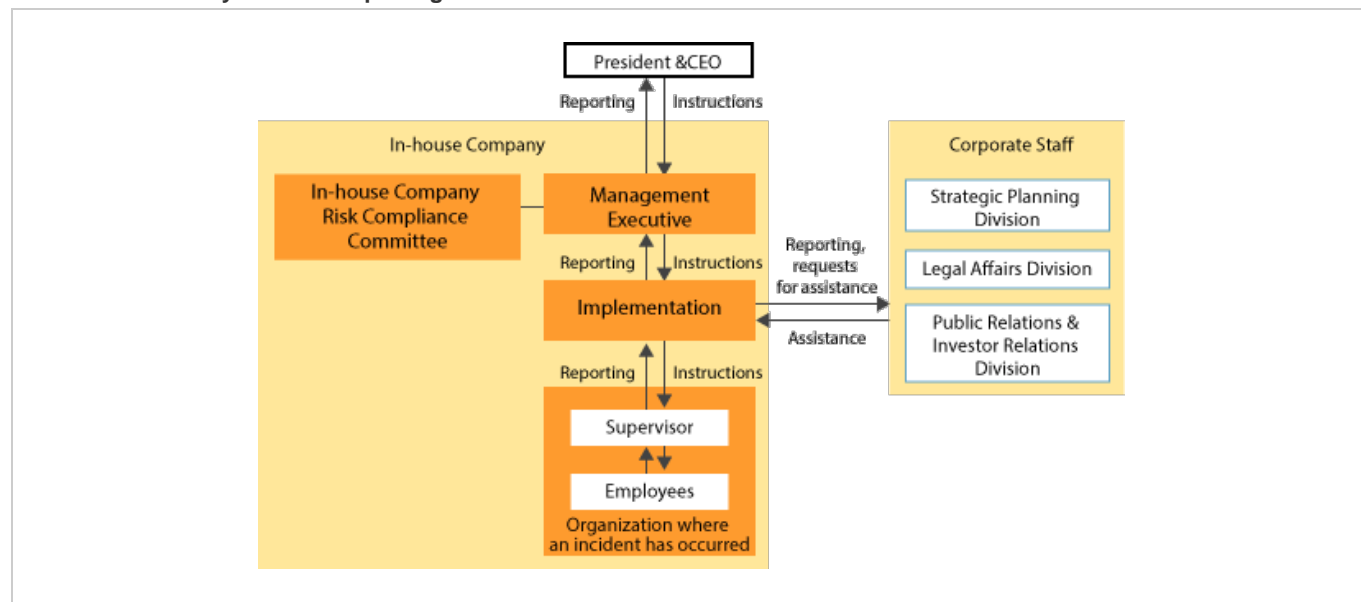 President &CEO
Reporting
Instructions
In-house Company
Corporate Staff
In-house Company
Risk Compliance
Committee
Management
Executive
Strategic Planning
Division
Reporting
Instructions
Reporting,
requests
for assistance
Legal Affairs Division
Implementation
Assistance
Public Relations &
Investor Relations
Division
Reporting
Instructions
Supervisor
Employees
Organization where
an incident has occurred